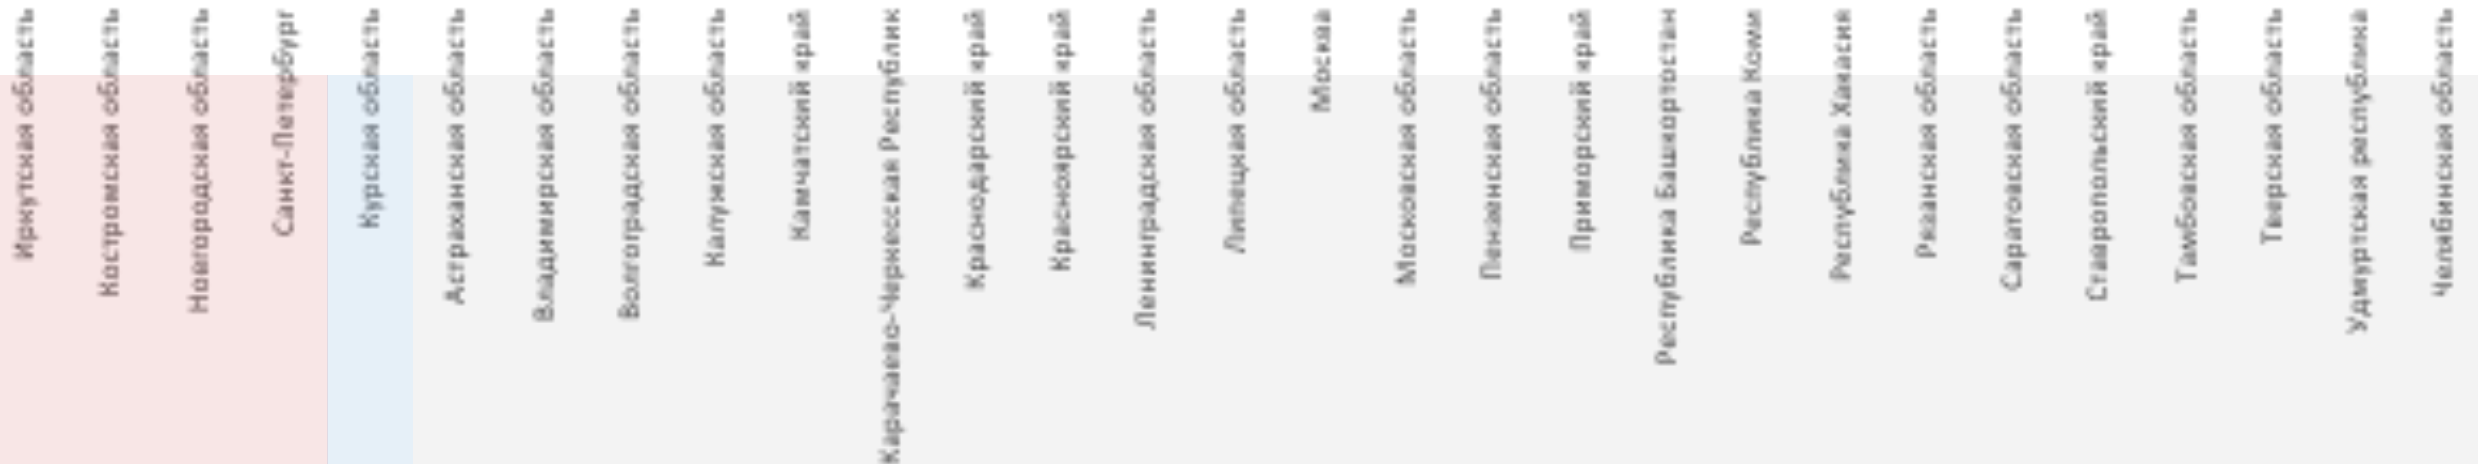 Иркутская область
Костромская область
Новгородская область
Санкт-Петербург
Курская область
Астраханская область
Владимирская область
Волгоградская область
Калужская область
Камчатский край
Карачаево-Черкесская Республик
Краснодарский край
Красноярский край
Ленинградская область
Липецкая область
Москва
Московская область
Пензенская область
Приморский край
Республика Башкортостан
Республика Коми
Республика Хакасия
Рязанская область
Саратовская область
Ставропольский край
Тамбовская область
Тверская область
Удмуртская республика
Челябинская область